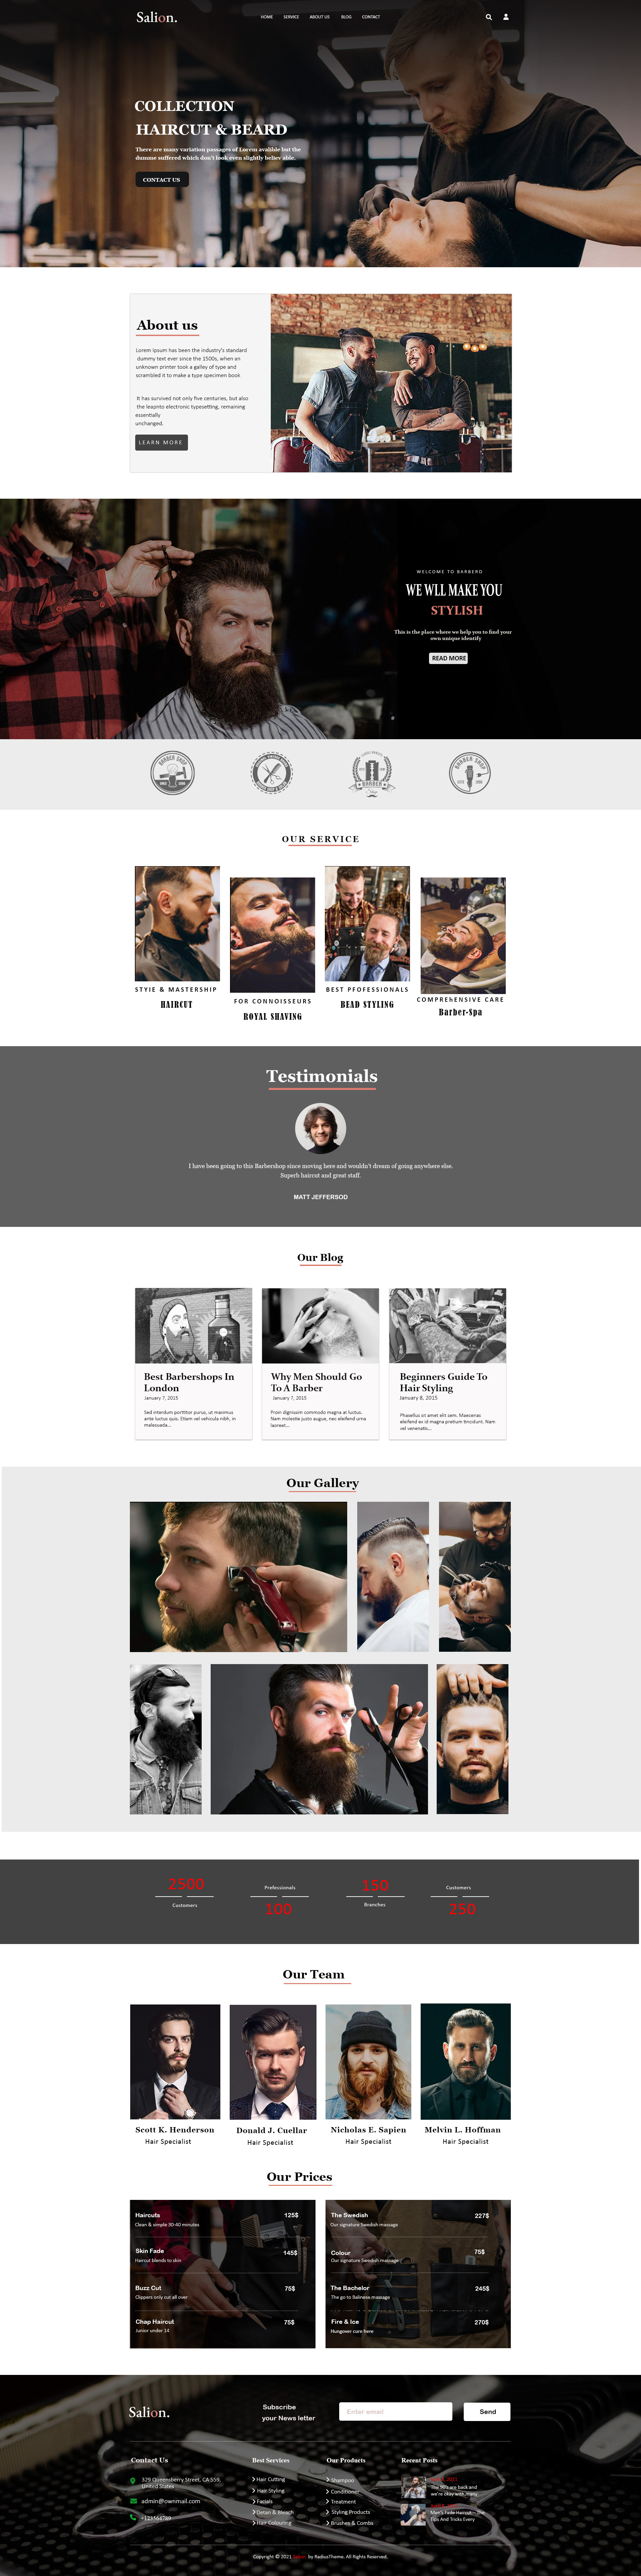 Salion.
HOME SERVICE ABOUT US BLOG CONTACT
COLLECTION
HAIRCUT & BEARD
There are many variation passages of Lorem avalible but the
dumme suffered which don't look even slightly believ able.
CONTACT US
About us
Lorem Ipsum has been the industry's standard
dummy text ever since the 1500s, when an
unknown printer took a galley of type and
scrambled it to make a type specimen book
It has survived not only five centuries, but also
the leapnto electronic typesetting, remaining
essentially
unchanged.
LEARN MORE
WELCOME TO BARBERO
WE WLL MAKE YOU
STYLISH
This is the place where we help you to find your
own unique identify
READ MORE
BARBER SHOP
BARBER SHOP
OUR SERVICE
STYIE & MASTERSHIP
HAIRCUT
FOR CONNOISSEURS
ROYAL SHAVING
BEST PFOFESSIONALS
BEAD STYLING
COMPREhENSIVE CARE
Barber-Spa
Testimonials
I have been going to this Barbershop since moving here and wouldn't dream of going anywhere else.
Superb haircut and great staff.
MATT JEFFERSOD
Our Blog
Best Barbershops In
London
January 7, 2015
Sed interdum porttitor purus, ut maximus
ante luctus quis. Etiam vel vehicula nibh, in
malesuada...
Why Men Should Go
To A Barber
January 7, 2015
Proin dignissim commodo magna at luctus.
Nam molestie justo augue, nec eleifend urna
laoreet...
Beginners Guide To
Hair Styling
January 8, 2015
Phasellus sit amet elit sem. Maecenas
eleifend ex id magna pretium tincidunt. Nam
vel venenatis...
Our Gallery
2500
Customers
Prefessionals
100
150
Branches
Customers
250
Our Team
Scott K. Henderson
Hair Specialist
Donald J. Cuellar
Hair Specialist
Nicholas E. Sapien
Hair Specialist
Melvin L. Hoffman
Hair Specialist
Our Prices
Haircuts 125$
Clean & simple 30-40 minutes
Skin Fade 145$
Haircut blends to skin
Buzz Cut 75$
Clippers only cut all over
Chap Haircut 75$
Junior under 14
The Swedish 227$
Our signature Swedish massage
Colour 75$
Our signature Swedish massage
The Bachelor 245$
The go to Balinese massage
Fire & Ice 270$
Hungover cure here
Salion.
Subscribe
your News letter
Enter email
Send
Contact Us
329 Queensberry Street, CA 559,
United States
admin@ownmail.com
+123564789
Best Services
Hair Cutting
Hair Styling
Facials
Detan & Bleach
Hair Colouring
Our Products
Shampoo
Conditioner
Treatment
Styling Products
Brushes & Combs
Recent Posts
The 90's are back and
we're okay with many
Men's Fade Haircut – The
Tips And Tricks Every
Copyright © 2021 Salion. by RadiusTheme. All Rights Reserved.